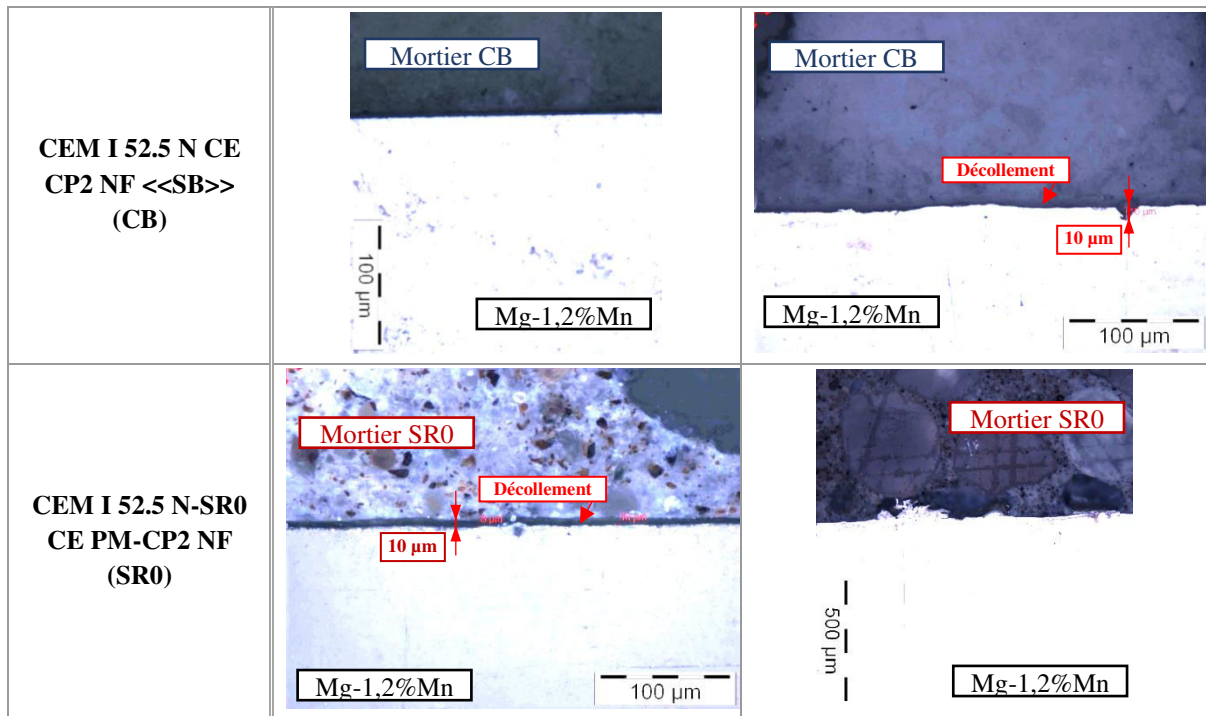 CEM I 52.5 N CE
CP2 NF <<SB>>
(CB)
Mortier CB
100 µm
Mg-1,2%Mn
Mortier CB
Décollement
10 µm
Mg-1,2%Mn
100 µm
CEM I 52.5 N-SR0
CE PM-CP2 NF
(SR0)
Mortier SR0
Décollement
10 µm
Mg-1,2%Mn
100 µm
Mortier SR0
500 µm
Mg-1,2%Mn